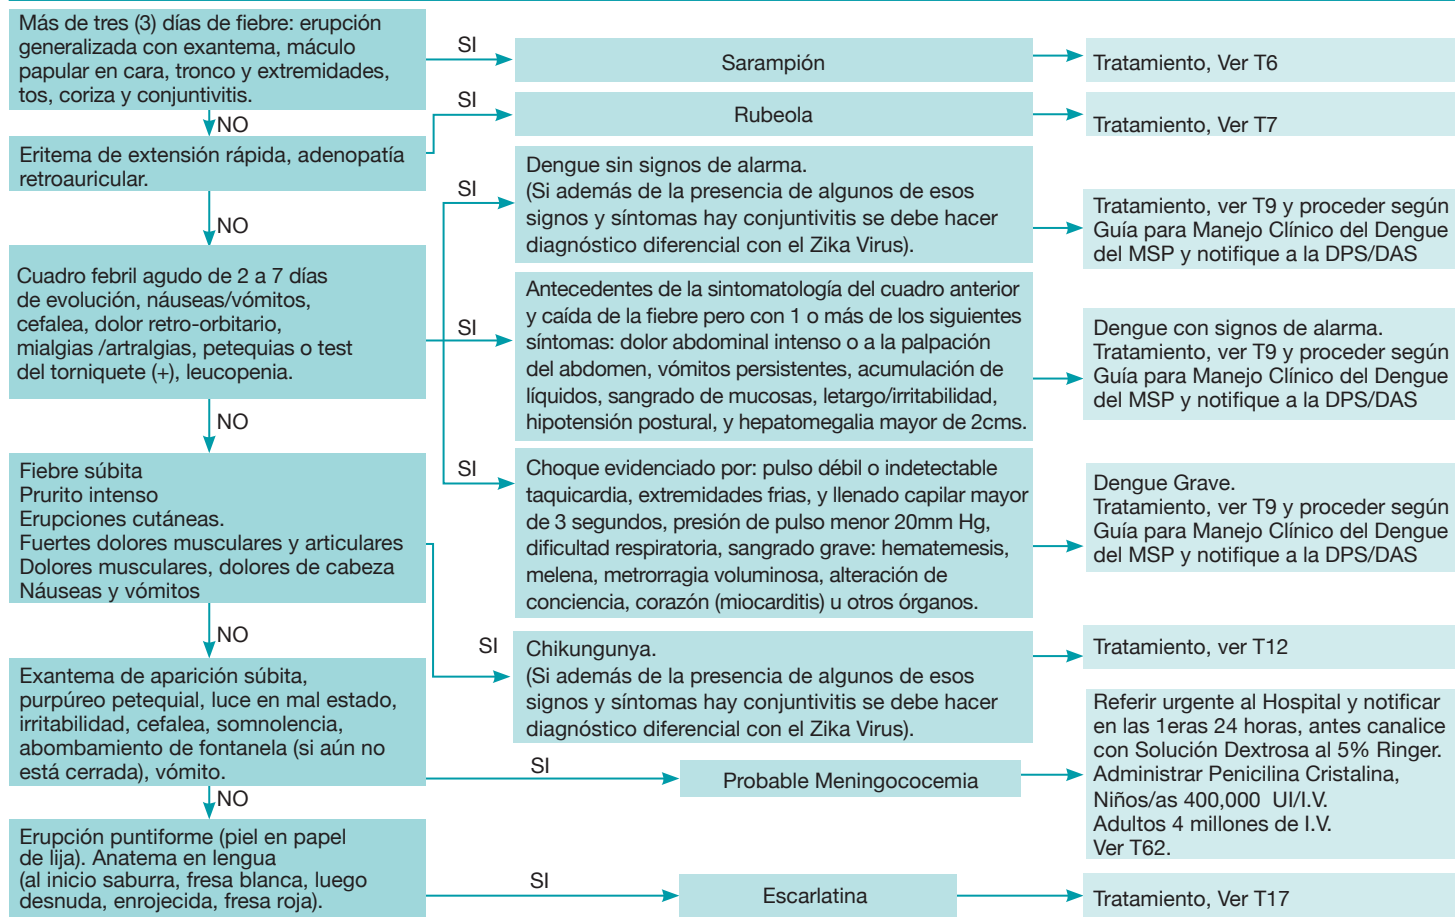 Más de tres (3) días de fiebre: erupción
generalizada con exantema, máculo
papular en cara, tronco y extremidades,
tos, coriza y conjuntivitis.
SI
Sarampión
Tratamiento, Ver T6
NO
Eritema de extensión rápida, adenopatía
retroauricular.
SI
Rubeola
Tratamiento, Ver T7
NO
Cuadro febril agudo de 2 a 7 días
de evolución, náuseas/vómitos,
cefalea, dolor retro-orbitario,
mialgias /artralgias, petequias o test
del torniquete (+), leucopenia.
SI
Dengue sin signos de alarma.
(Si además de la presencia de algunos de esos
signos y síntomas hay conjuntivitis se debe hacer
diagnóstico diferencial con el Zika Virus).
Tratamiento, ver T9 y proceder según
Guía para Manejo Clínico del Dengue
del MSP y notifique a la DPS/DAS
SI
Antecedentes de la sintomatología del cuadro anterior
y caída de la fiebre pero con 1 o más de los siguientes
síntomas: dolor abdominal intenso o a la palpación
del abdomen, vómitos persistentes, acumulación de
líquidos, sangrado de mucosas, letargo/irritabilidad,
hipotensión postural, y hepatomegalia mayor de 2cms.
Dengue con signos de alarma.
Tratamiento, ver T9 y proceder según
Guía para Manejo Clínico del Dengue
del MSP y notifique a la DPS/DAS
SI
Choque evidenciado por: pulso débil o indetectable
taquicardia, extremidades frias, y llenado capilar mayor
de 3 segundos, presión de pulso menor 20mm Hg,
dificultad respiratoria, sangrado grave: hematemesis,
melena, metrorragia voluminosa, alteración de
conciencia, corazón (miocarditis) u otros órganos.
Dengue Grave.
Tratamiento, ver T9 y proceder según
Guía para Manejo Clínico del Dengue
del MSP y notifique a la DPS/DAS
NO
Fiebre súbita
Prurito intenso
Erupciones cutáneas.
Fuertes dolores musculares y articulares
Dolores musculares, dolores de cabeza
Náuseas y vómitos
SI
Chikungunya.
(Si además de la presencia de algunos de esos
signos y síntomas hay conjuntivitis se debe hacer
diagnóstico diferencial con el Zika Virus).
Tratamiento, ver T12
NO
Exantema de aparición súbita,
purpúreo petequial, luce en mal estado,
irritabilidad, cefalea, somnolencia,
abombamiento de fontanela (si aún no
está cerrada), vómito.
SI
Probable Meningococemia
Referir urgente al Hospital y notificar
en las 1eras 24 horas, antes canalice
con Solución Dextrosa al 5% Ringer.
Administrar Penicilina Cristalina,
Niños/as 400,000 UI/I.V.
Adultos 4 millones de I.V.
Ver T62.
NO
Erupción puntiforme (piel en papel
de lija). Anatema en lengua
(al inicio saburra, fresa blanca, luego
desnuda, enrojecida, fresa roja).
SI
Escarlatina
Tratamiento, Ver T17